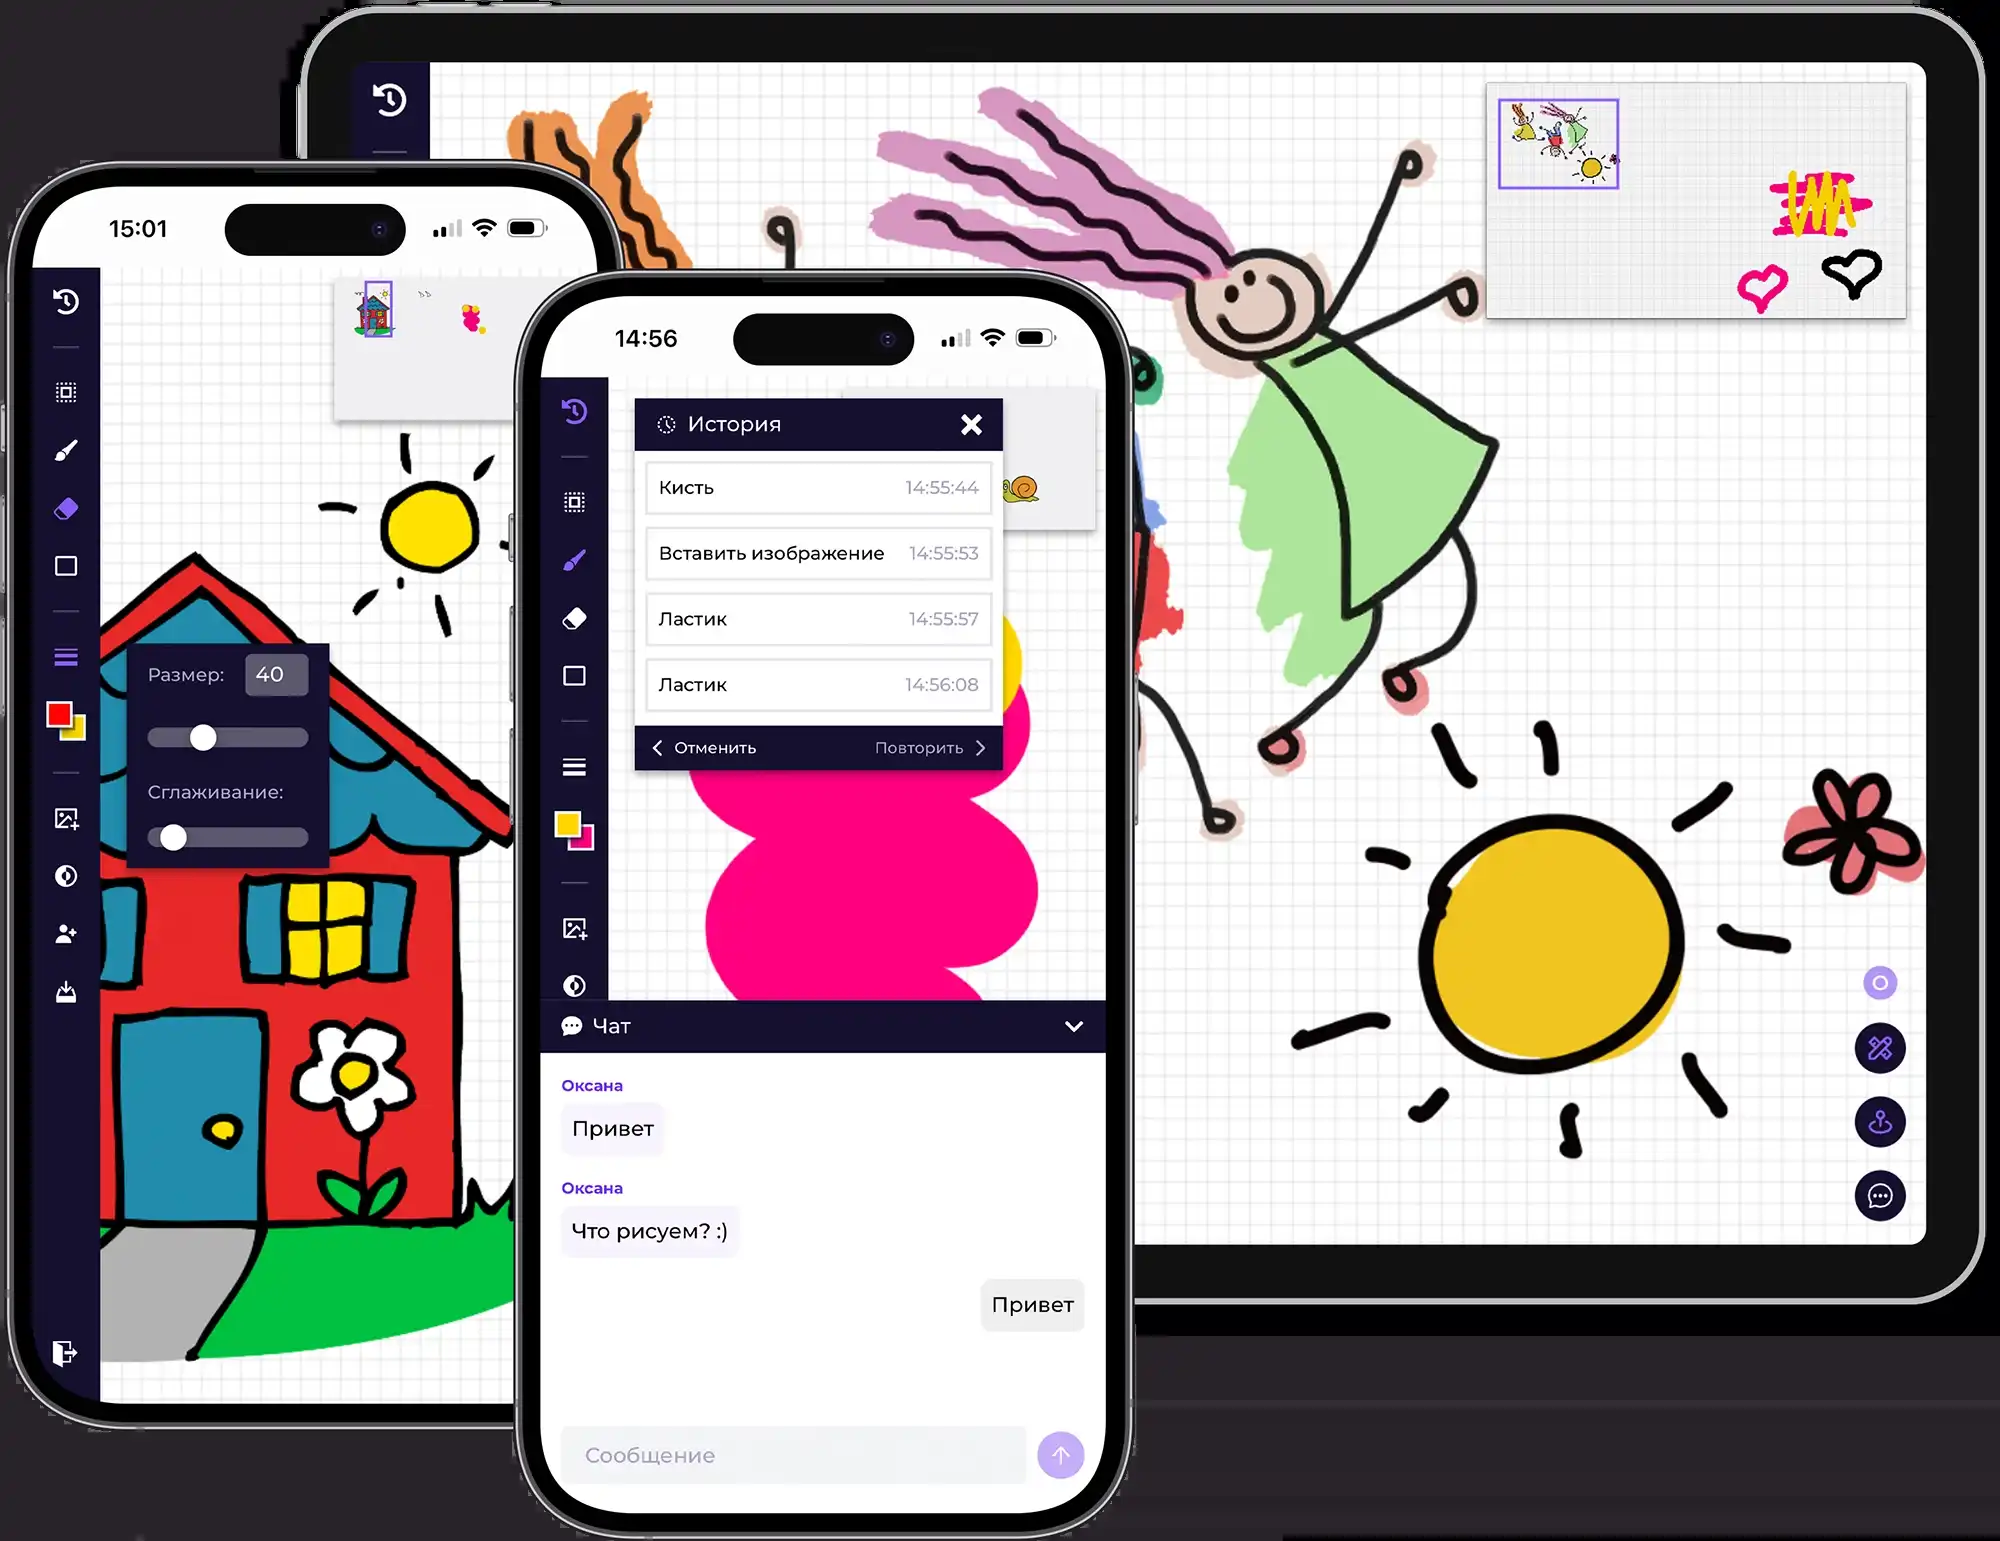 15:01
Размер: 40
Сглаживание:
14:56
История
Кисть 14:55:44
Вставить изображение 14:55:53
Ластик 14:55:57
Ластик 14:56:08
Отменить Повторить
Чат
Оксана
Привет
Оксана
Что рисуем? :)
Привет
Сообщение